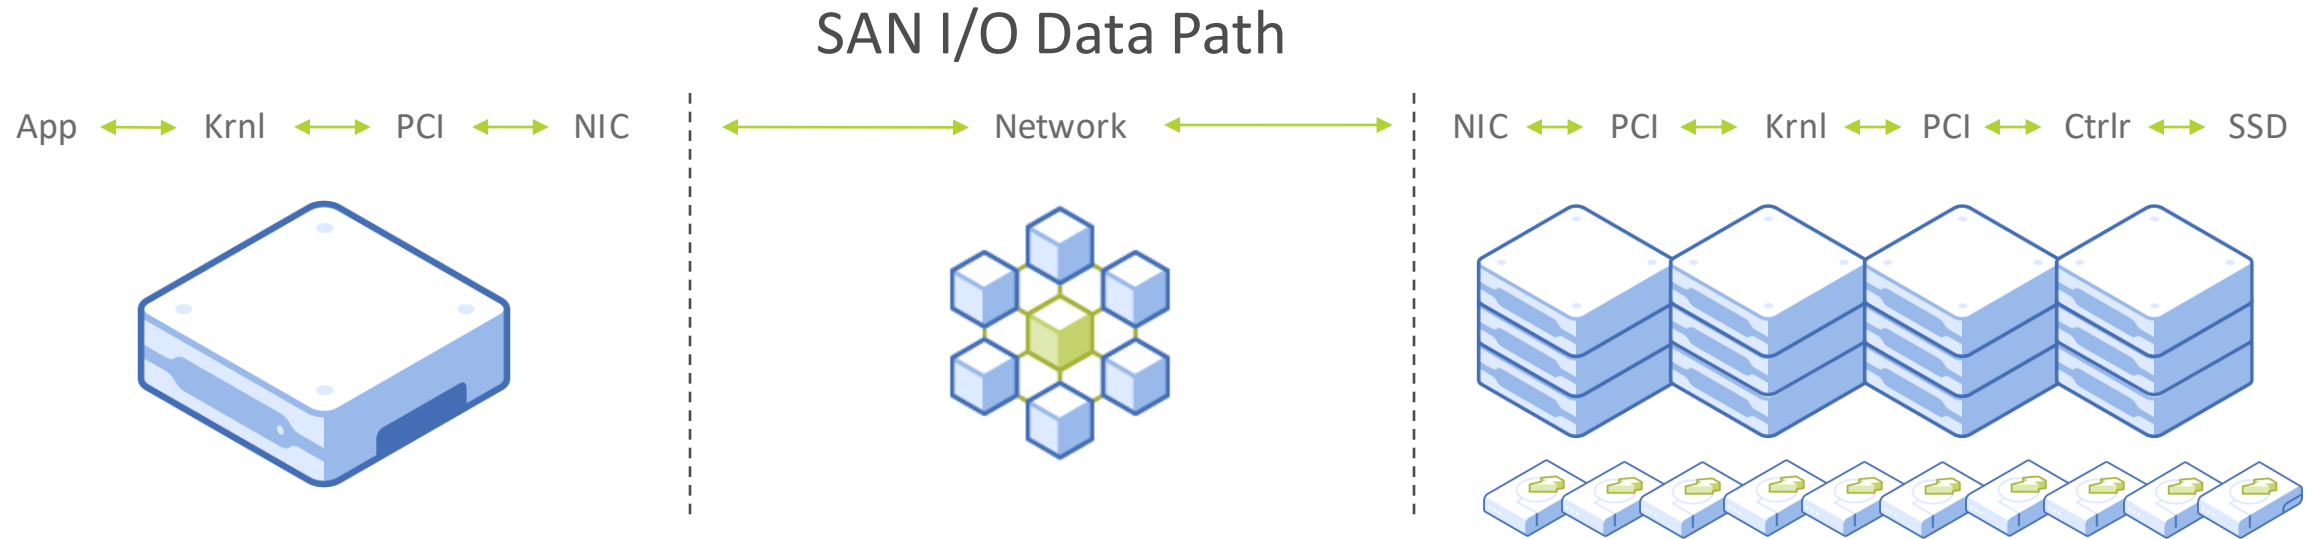 SAN I/O Data Path
App Krnl PCI NIC Network NIC PCI Krnl PCI Ctrlr SSD